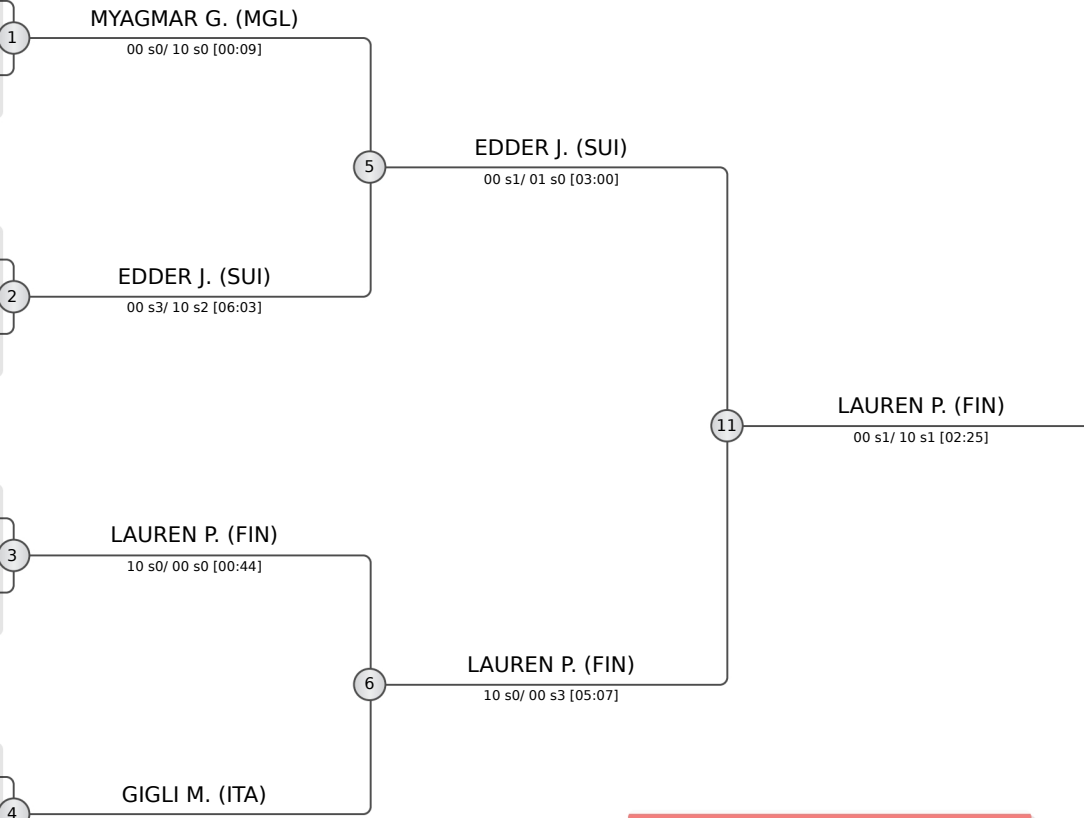 MYAGMAR G. (MGL)
1
00 s0/ 10 s0 [00:09]
EDDER J. (SUI)
5
00 s1/ 01 s0 [03:00]
EDDER J. (SUI)
2
00 s3/ 10 s2 [06:03]
LAUREN P. (FIN)
11
00 s1/ 10 s1 [02:25]
LAUREN P. (FIN)
3
10 s0/ 00 s0 [00:44]
LAUREN P. (FIN)
6
10 s0/ 00 s3 [05:07]
GIGLI M. (ITA)
4